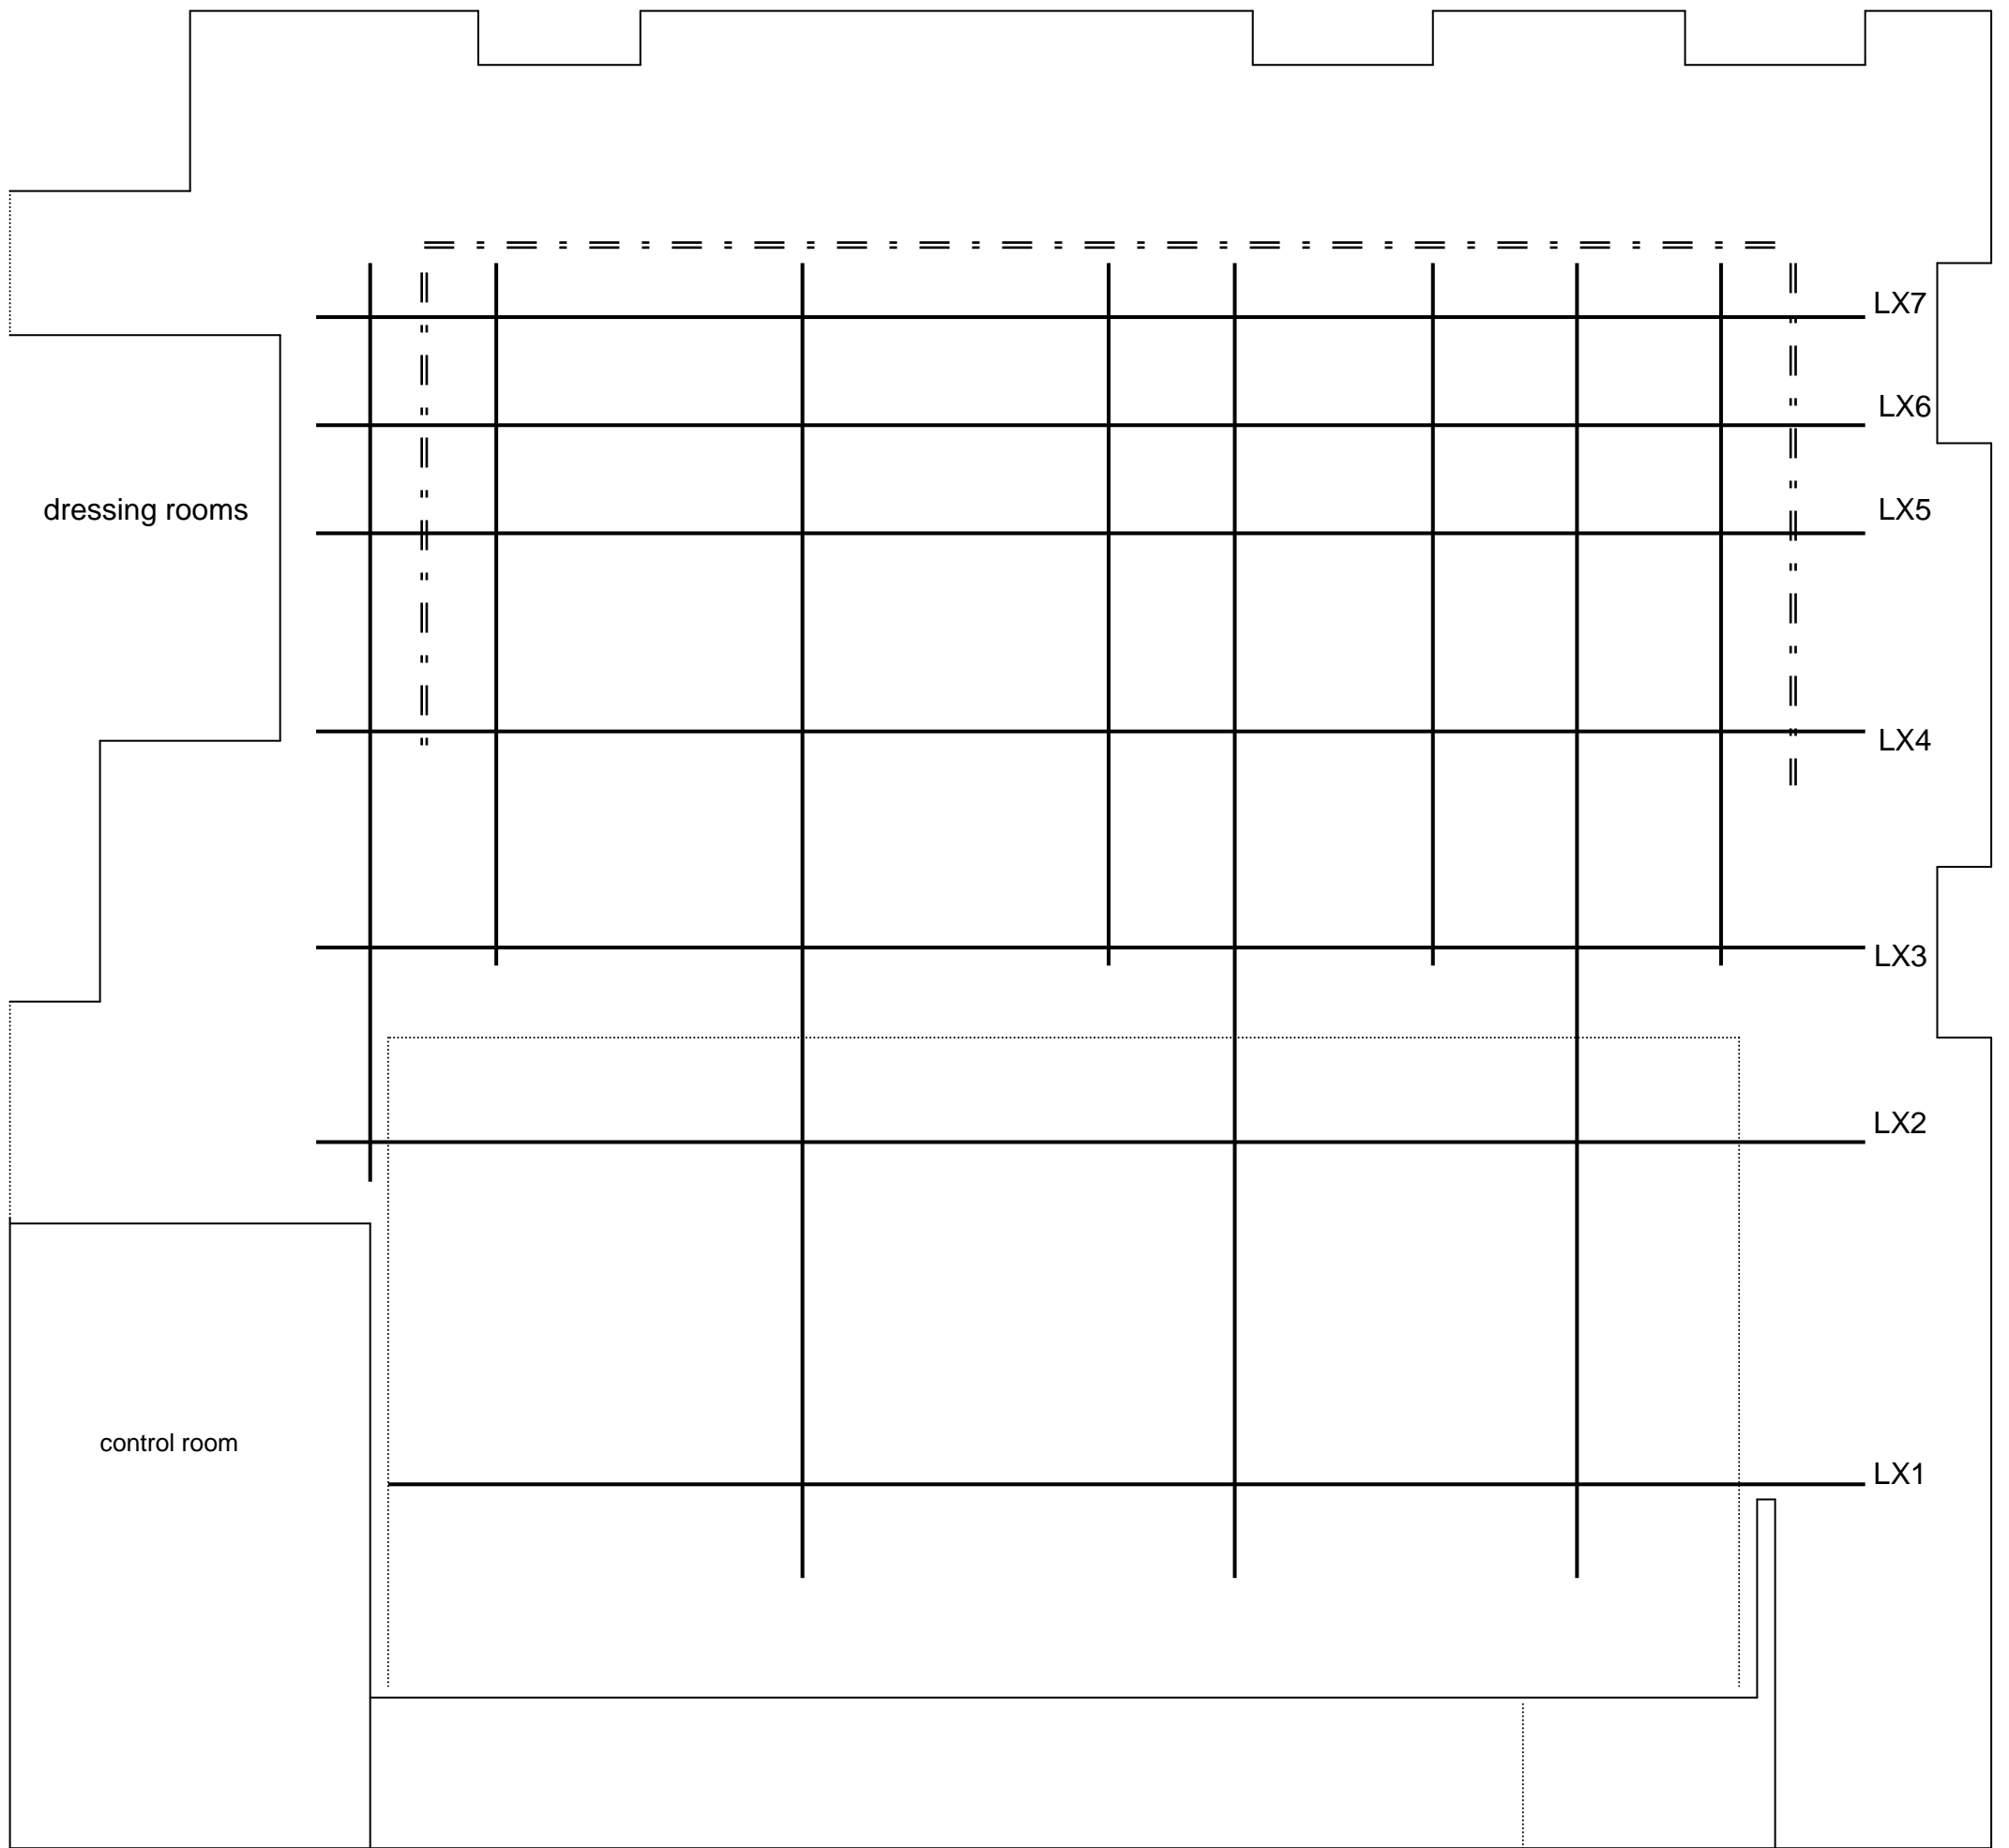 LX7
LX6
dressing rooms
LX5
LX4
LX3
LX2
control room
LX1